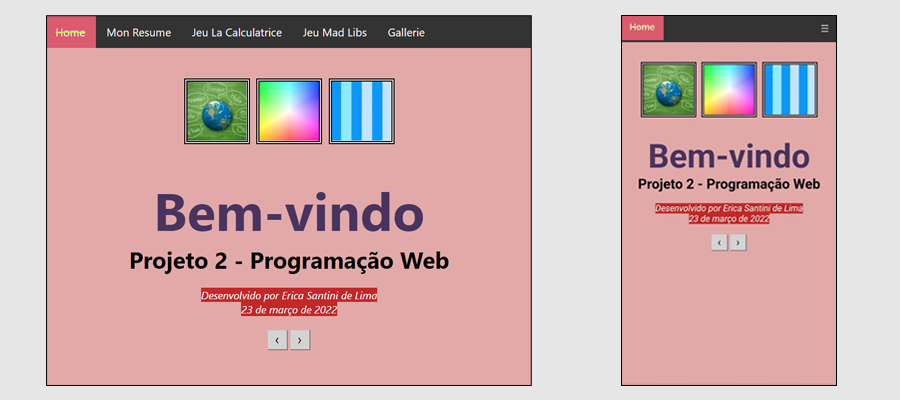 Home Mon Resume Jeu La Calculatrice Jeu Mad Libs Gallerie
Bem-vindo
Projeto 2 - Programação Web
Desenvolvido por Erica Santini de Lima
23 de março de 2022
‹ ›
Home ☰
Bem-vindo
Projeto 2 - Programação Web
Desenvolvido por Erica Santini de Lima
23 de março de 2022
‹ ›